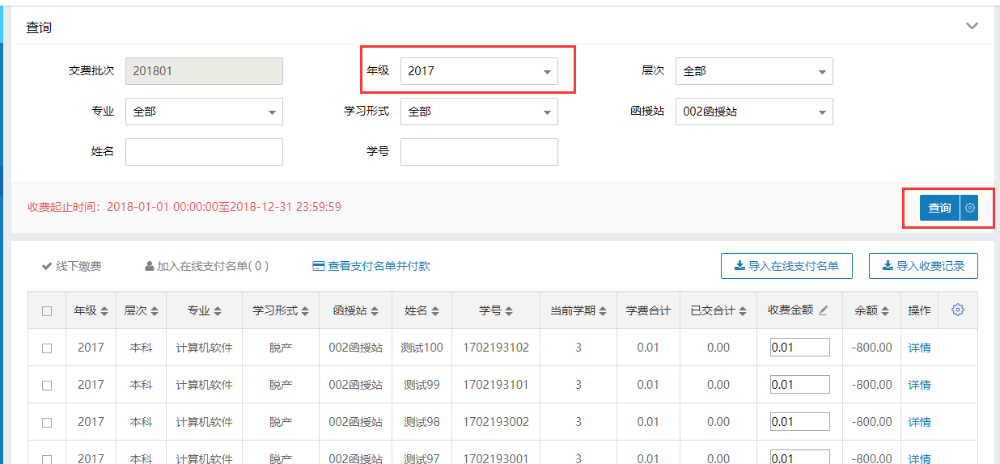 查询
交费批次 201801 年级 2017 层次 全部
专业 全部 学习形式 全部 函授站 002函授站
姓名 学号
收费起止时间：2018-01-01 00:00:00至2018-12-31 23:59:59 查询
线下缴费 加入在线支付名单( 0 ) 查看支付名单并付款 导入在线支付名单 导入收费记录
年级 层次 专业 学习形式 函授站 姓名 学号 当前学期 学费合计 已交合计 收费金额 余额 操作
2017 本科 计算机软件 脱产 002函授站 测试100 1702193102 3 0.01 0.00 0.01 -800.00 详情
2017 本科 计算机软件 脱产 002函授站 测试99 1702193101 3 0.01 0.00 0.01 -800.00 详情
2017 本科 计算机软件 脱产 002函授站 测试98 1702193002 3 0.01 0.00 0.01 -800.00 详情
2017 本科 计算机软件 脱产 002函授站 测试97 1702193001 3 0.01 0.00 0.01 -800.00 详情